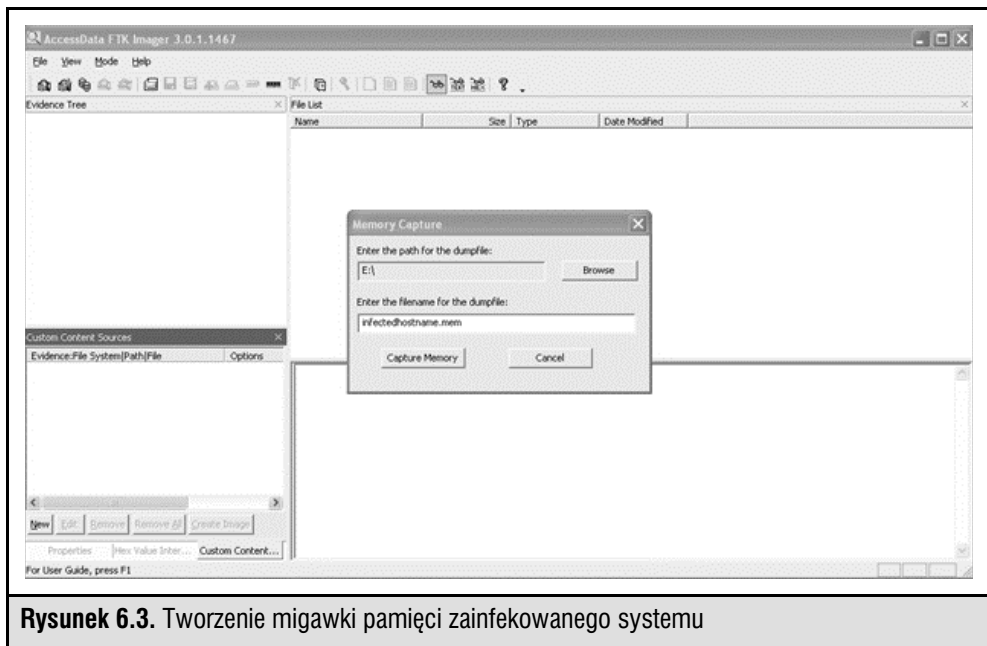 AccessData FTK Imager 3.0.1.1467
File View Mode Help
Evidence Tree
File List
Name Size Type Date Modified
Memory Capture
Enter the path for the dumpfile:
E:\ Browse
Enter the filename for the dumpfile:
infectedhostname.mem
Capture Memory Cancel
Custom Content Sources
Evidence:File System|Path|File Options
New Edit Remove Remove All Create Image
Properties Hex Value Inter... Custom Content...
For User Guide, press F1
Rysunek 6.3. Tworzenie migawki pamięci zainfekowanego systemu